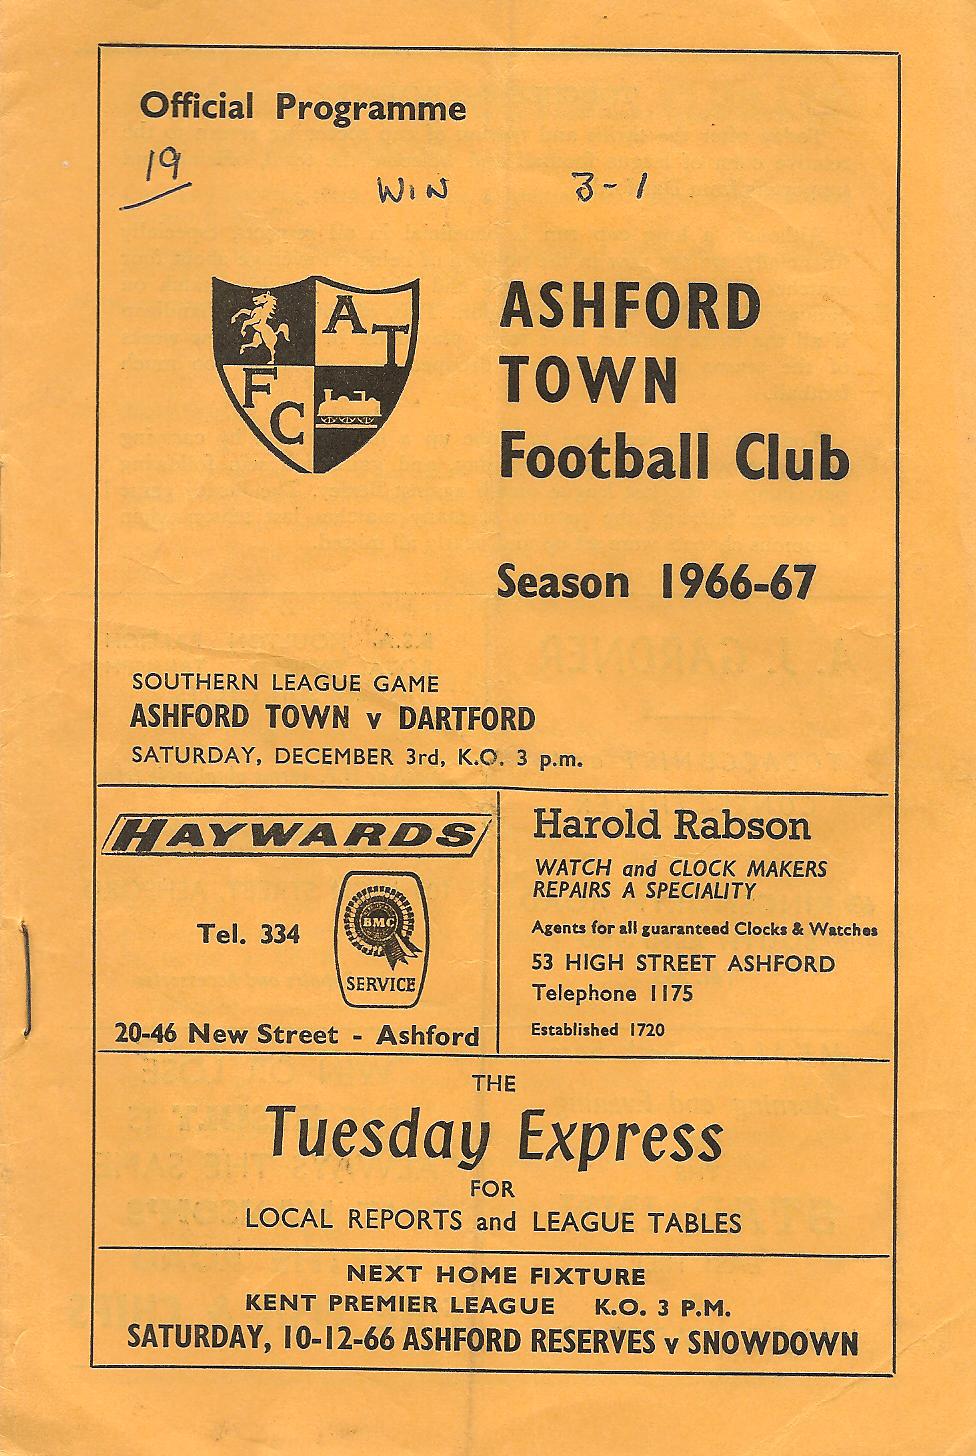 Official Programme
19
WIN 3-1
A T
F C
ASHFORD
TOWN
Football Club
Season 1966-67
SOUTHERN LEAGUE GAME
ASHFORD TOWN v DARTFORD
SATURDAY, DECEMBER 3rd, K.O. 3 p.m.
HAYWARDS
Tel. 334
BMC
SERVICE
20-46 New Street - Ashford
Harold Rabson
WATCH and CLOCK MAKERS
REPAIRS A SPECIALITY
Agents for all guaranteed Clocks & Watches
53 HIGH STREET ASHFORD
Telephone 1175
Established 1720
THE
Tuesday Express
FOR
LOCAL REPORTS and LEAGUE TABLES
NEXT HOME FIXTURE
KENT PREMIER LEAGUE K.O. 3 P.M.
SATURDAY, 10-12-66 ASHFORD RESERVES v SNOWDOWN